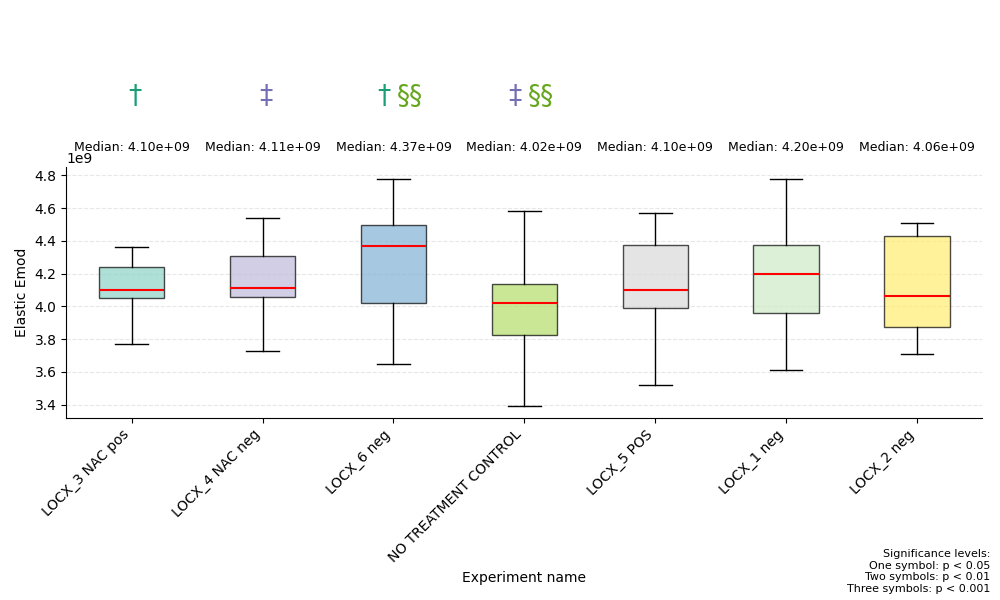 † ‡ † §§ ‡ §§
Median: 4.10e+09 Median: 4.11e+09 Median: 4.37e+09 Median: 4.02e+09 Median: 4.10e+09 Median: 4.20e+09 Median: 4.06e+09
1e9
4.8
4.6
4.4
4.2
4.0
3.8
3.6
3.4
Elastic Emod
LOCX_3 NAC pos
LOCX_4 NAC neg
LOCX_6 neg
NO TREATMENT CONTROL
LOCX_5 POS
LOCX_1 neg
LOCX_2 neg
Experiment name
Significance levels:
One symbol: p < 0.05
Two symbols: p < 0.01
Three symbols: p < 0.001